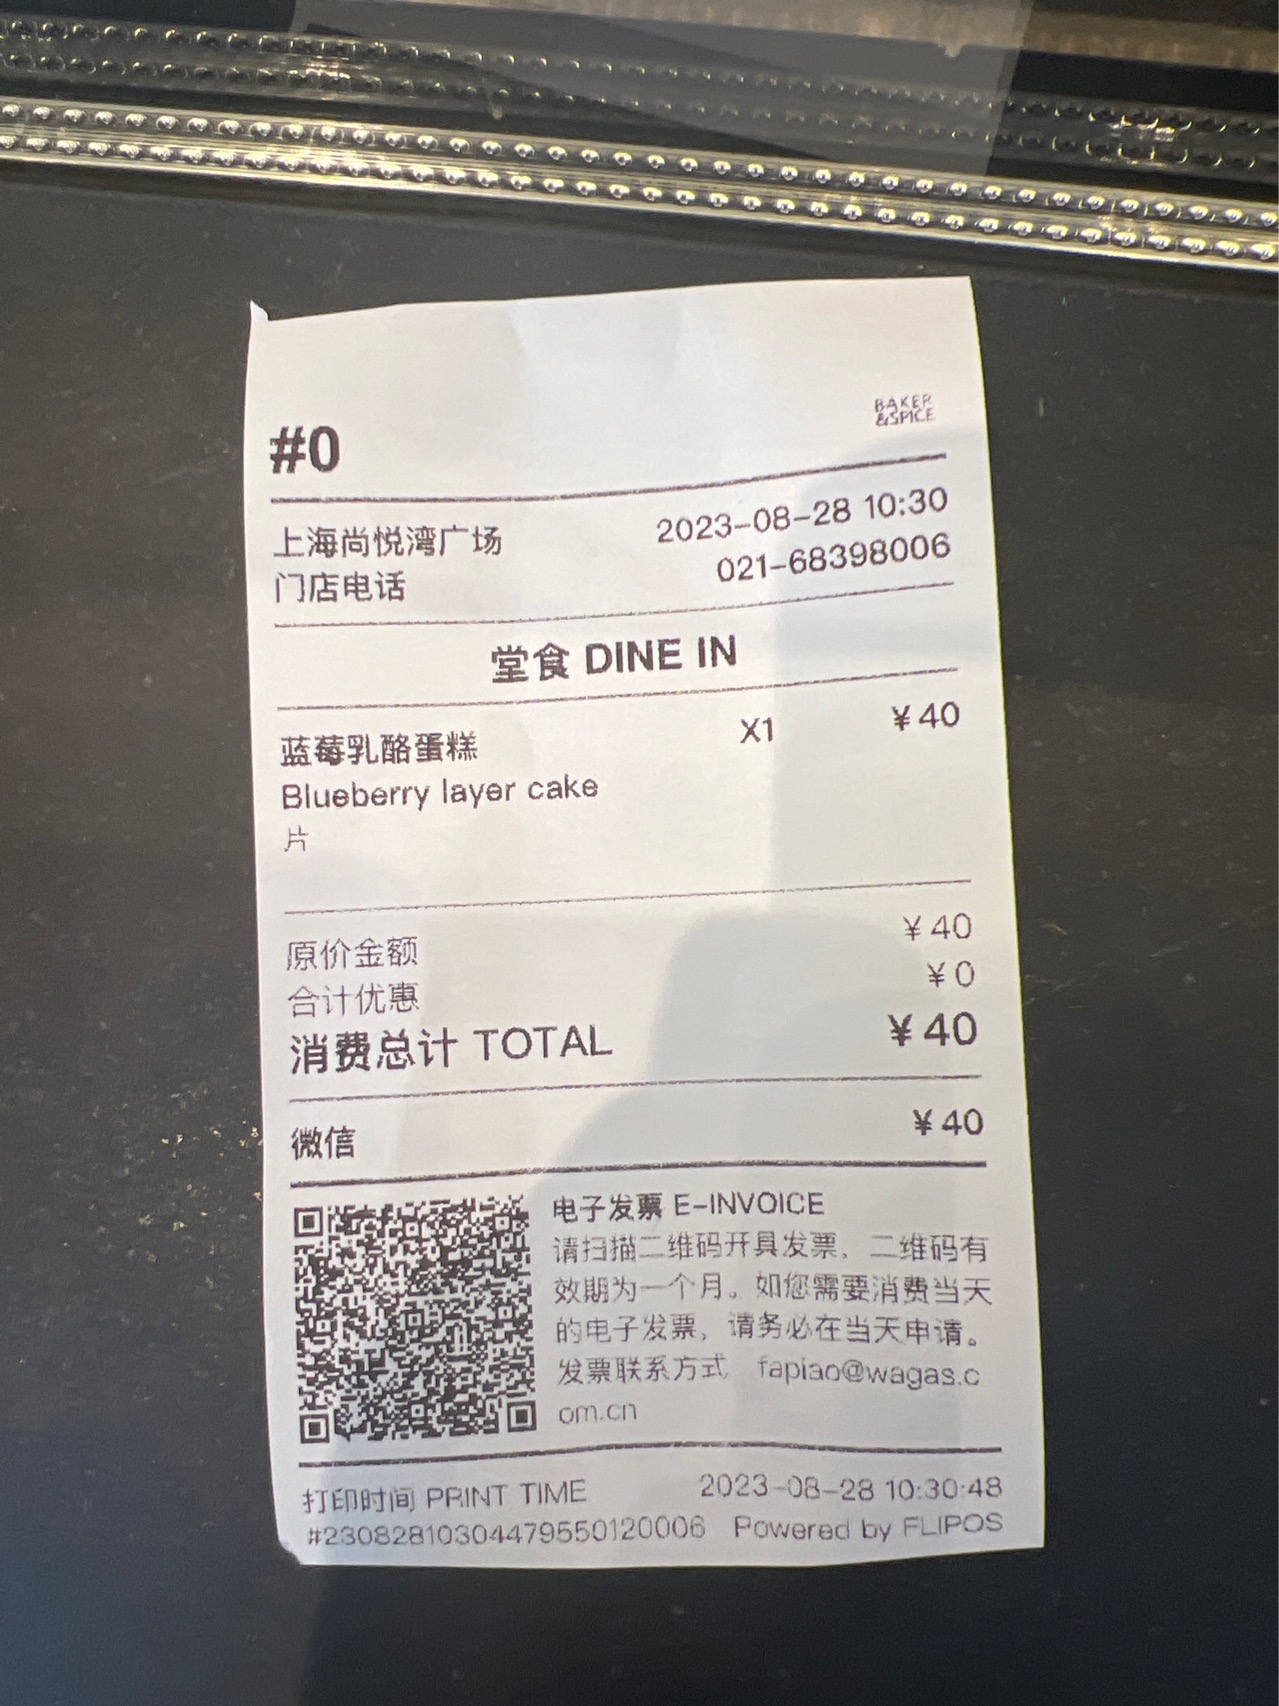 BAKER
&SPICE
#0
上海尚悦湾广场 2023-08-28 10:30
门店电话 021-68398006
堂食 DINE IN
蓝莓乳酪蛋糕 X1 ¥40
Blueberry layer cake
片
原价金额 ¥40
合计优惠 ¥0
消费总计 TOTAL ¥40
微信 ¥40
电子发票 E-INVOICE
请扫描二维码开具发票，二维码有
效期为一个月。如您需要消费当天
的电子发票，请务必在当天申请。
发票联系方式 fapiao@wagas.c
om.cn
打印时间 PRINT TIME 2023-08-28 10:30:48
#23082810304479550120006 Powered by FLIPOS